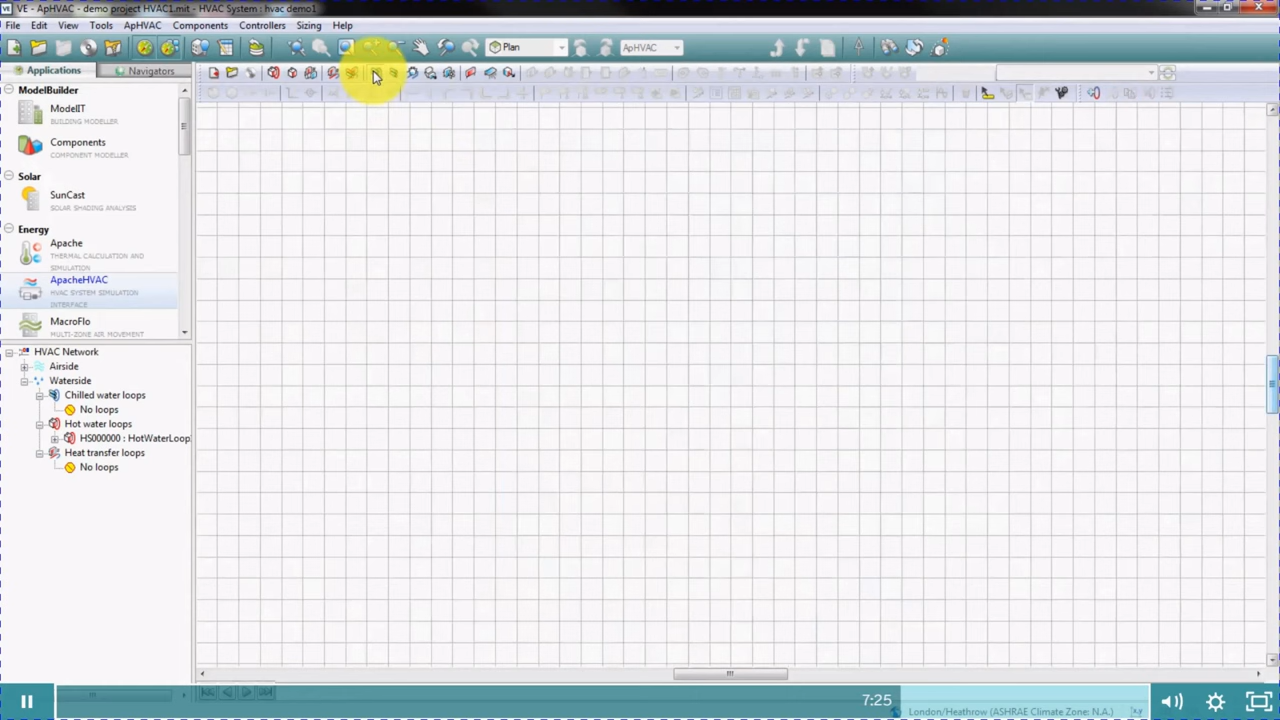 VE - ApHVAC - demo project HVAC1.mit - HVAC System : hvac demo1
File Edit View Tools ApHVAC Components Controllers Sizing Help
Plan ApHVAC
Applications Navigators
ModelBuilder
ModelIT
BUILDING MODELLER
Components
COMPONENT MODELLER
Solar
SunCast
SOLAR SHADING ANALYSIS
Energy
Apache
THERMAL CALCULATION AND
SIMULATION
ApacheHVAC
HVAC SYSTEM SIMULATION
INTERFACE
MacroFlo
MULTI-ZONE AIR MOVEMENT
HVAC Network
Airside
Waterside
Chilled water loops
No loops
Hot water loops
HS000000 : HotWaterLoop
Heat transfer loops
No loops
7:25
London/Heathrow (ASHRAE Climate Zone: N.A.)